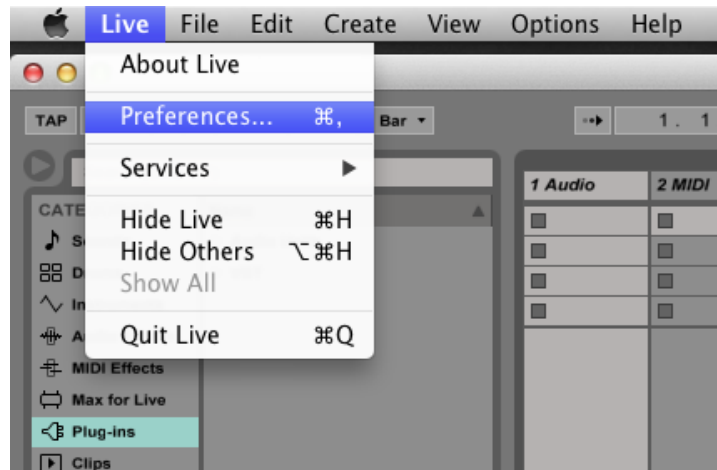 Live File Edit Create View Options Help
About Live
Preferences... ⌘,
TAP
Bar
1. 1
Services
1 Audio 2 MIDI
CATE
Hide Live ⌘H
Hide Others ⌥⌘H
Show All
Quit Live ⌘Q
MIDI Effects
Max for Live
Plug-ins
Clips